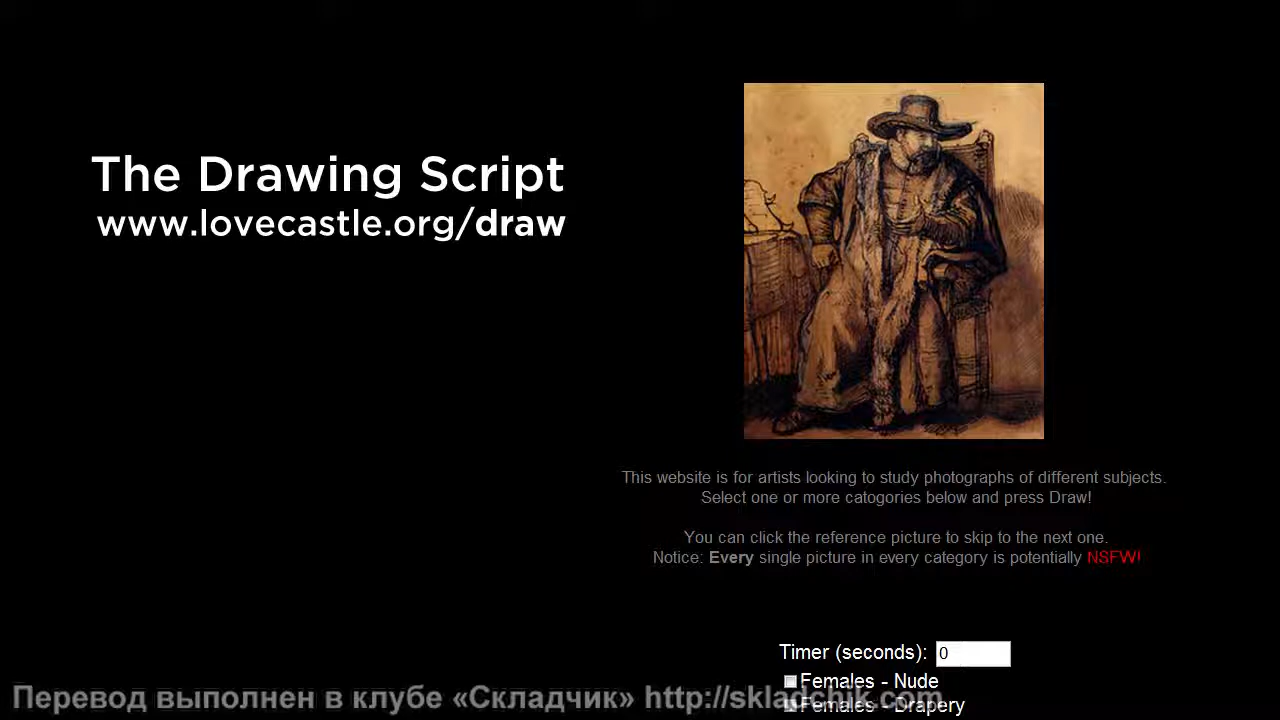 The Drawing Script
www.lovecastle.org/draw
This website is for artists looking to study photographs of different subjects.
Select one or more catogories below and press Draw!
You can click the reference picture to skip to the next one.
Notice: Every single picture in every category is potentially NSFW!
Timer (seconds): 0
Females - Nude
Females - Drapery
Перевод выполнен в клубе «Складчик» http://skladchik.com